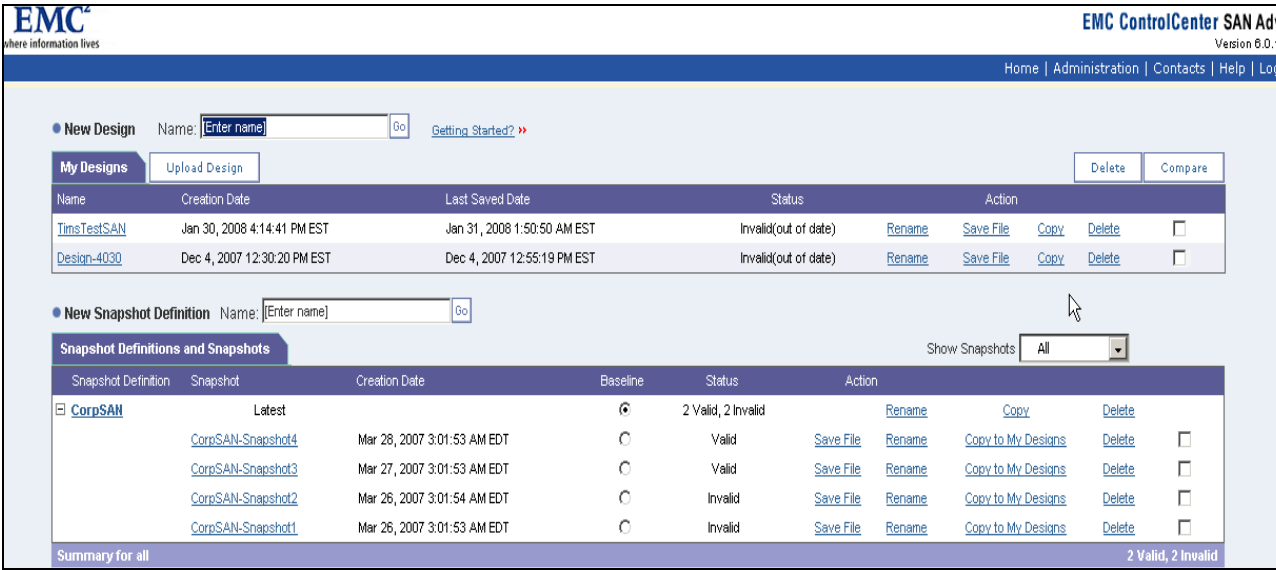 EMC²
where information lives
EMC ControlCenter SAN Adv
Version 6.0.
Home | Administration | Contacts | Help | Log
New Design Name: [Enter name] Go Getting Started? »
My Designs Upload Design Delete Compare
Name Creation Date Last Saved Date Status Action
TimsTestSAN Jan 30, 2008 4:14:41 PM EST Jan 31, 2008 1:50:50 AM EST Invalid(out of date) Rename Save File Copy Delete
Design-4030 Dec 4, 2007 12:30:20 PM EST Dec 4, 2007 12:55:19 PM EST Invalid(out of date) Rename Save File Copy Delete
New Snapshot Definition Name: [Enter name] Go
Snapshot Definitions and Snapshots Show Snapshots All
Snapshot Definition Snapshot Creation Date Baseline Status Action
CorpSAN Latest 2 Valid, 2 Invalid Rename Copy Delete
CorpSAN-Snapshot4 Mar 28, 2007 3:01:53 AM EDT Valid Save File Rename Copy to My Designs Delete
CorpSAN-Snapshot3 Mar 27, 2007 3:01:53 AM EDT Valid Save File Rename Copy to My Designs Delete
CorpSAN-Snapshot2 Mar 26, 2007 3:01:54 AM EDT Invalid Save File Rename Copy to My Designs Delete
CorpSAN-Snapshot1 Mar 26, 2007 3:01:53 AM EDT Invalid Save File Rename Copy to My Designs Delete
Summary for all 2 Valid, 2 Invalid